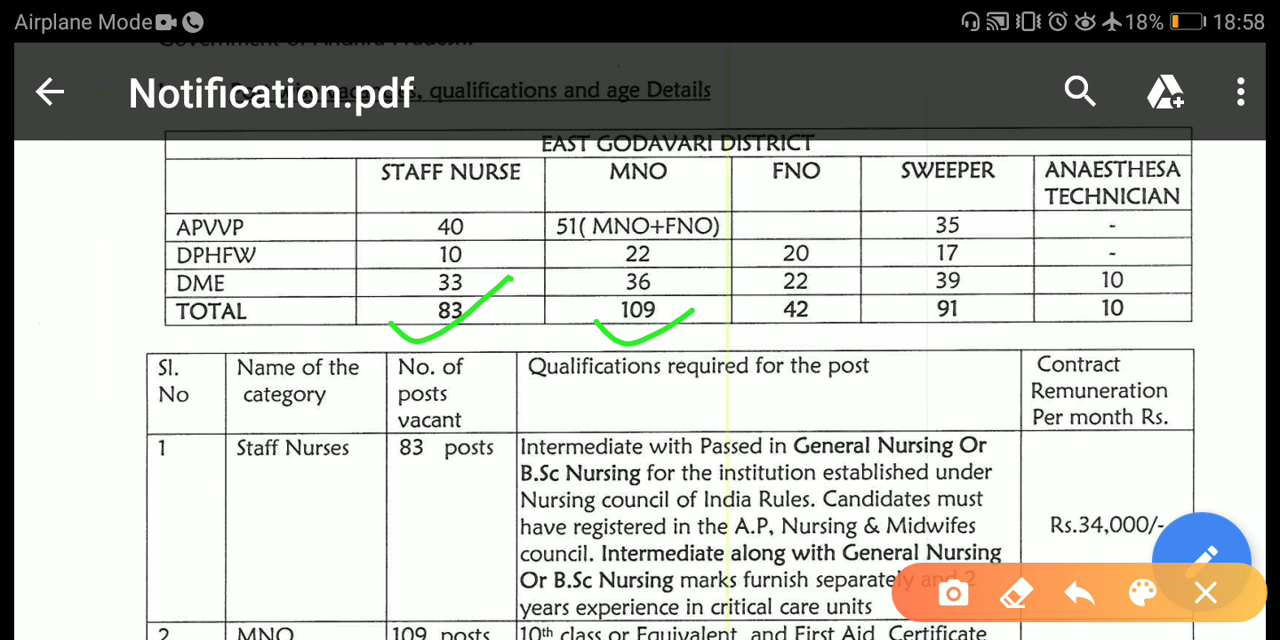 Airplane Mode 18% 18:58
Government of Andhra Pradesh.
Notification.pdf
, qualifications and age Details
EAST GODAVARI DISTRICT
STAFF NURSE MNO FNO SWEEPER ANAESTHESA
TECHNICIAN
APVVP 40 51( MNO+FNO) 35 -
DPHFW 10 22 20 17 -
DME 33 36 22 39 10
TOTAL 83 109 42 91 10
Sl.
No
Name of the
category
No. of
posts
vacant
Qualifications required for the post
Contract
Remuneration
Per month Rs.
1
Staff Nurses
83 posts
Intermediate with Passed in General Nursing Or
B.Sc Nursing for the institution established under
Nursing council of India Rules. Candidates must
have registered in the A.P, Nursing & Midwifes
council. Intermediate along with General Nursing
Or B.Sc Nursing marks furnish separately and 2
years experience in critical care units
Rs.34,000/-
2 MNO 109 posts 10th class or Equivalent, and First Aid, Certificate